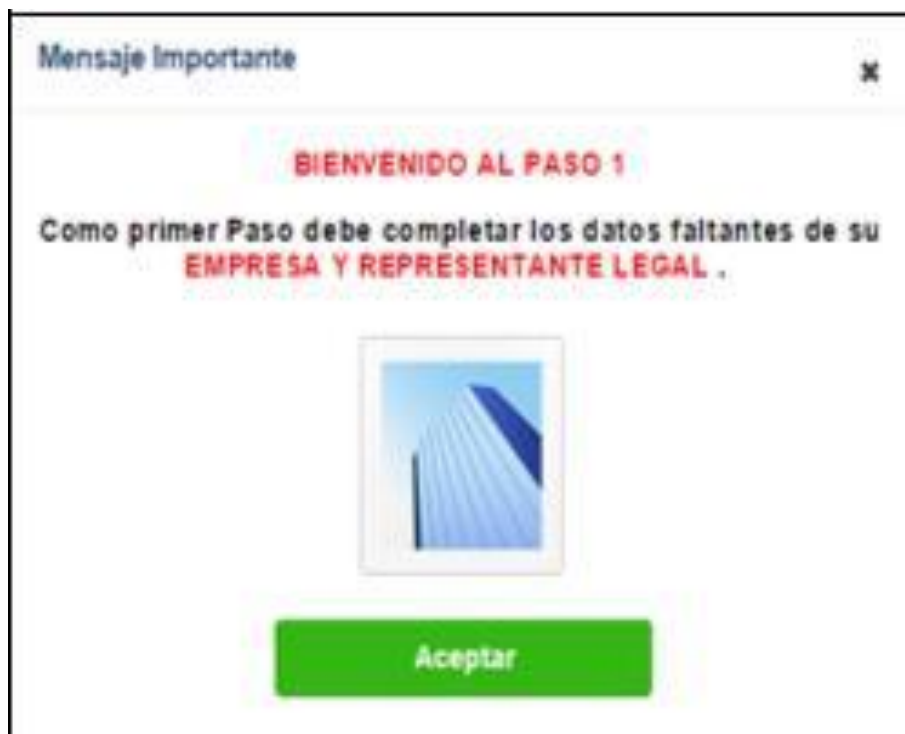 Mensaje Importante
BIENVENIDO AL PASO 1
Como primer Paso debe completar los datos faltantes de su
EMPRESA Y REPRESENTANTE LEGAL .
Aceptar